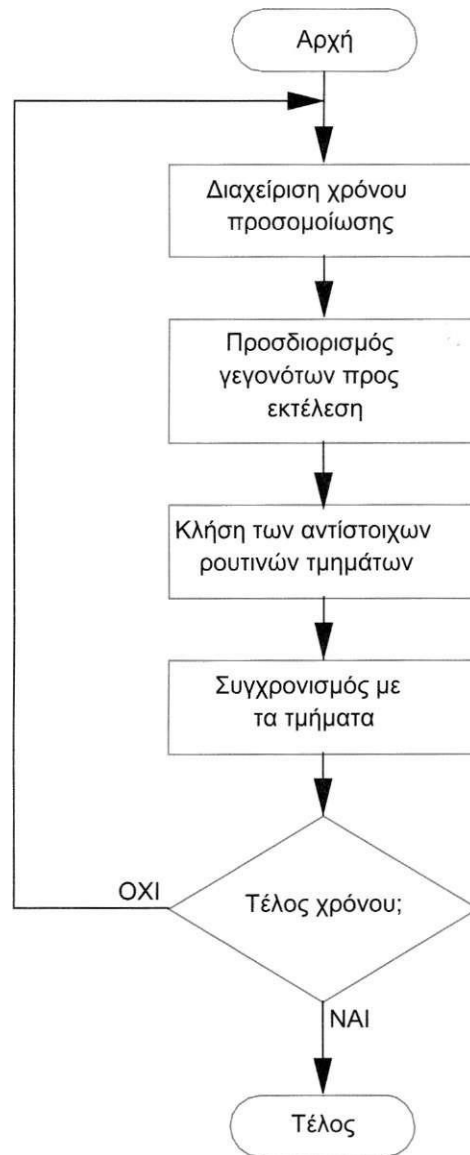 Αρχή
Διαχείριση χρόνου
προσομοίωσης
Προσδιορισμός
γεγονότων προς
εκτέλεση
Κλήση των αντίστοιχων
ρουτινών τμημάτων
Συγχρονισμός με
τα τμήματα
ΟΧΙ
Τέλος χρόνου;
ΝΑΙ
Τέλος